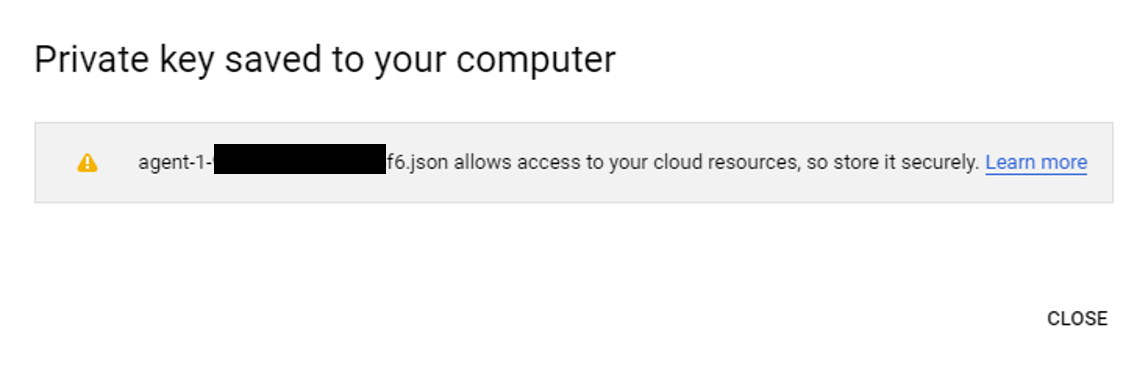 Private key saved to your computer
agent-1- f6.json allows access to your cloud resources, so store it securely. Learn more
CLOSE